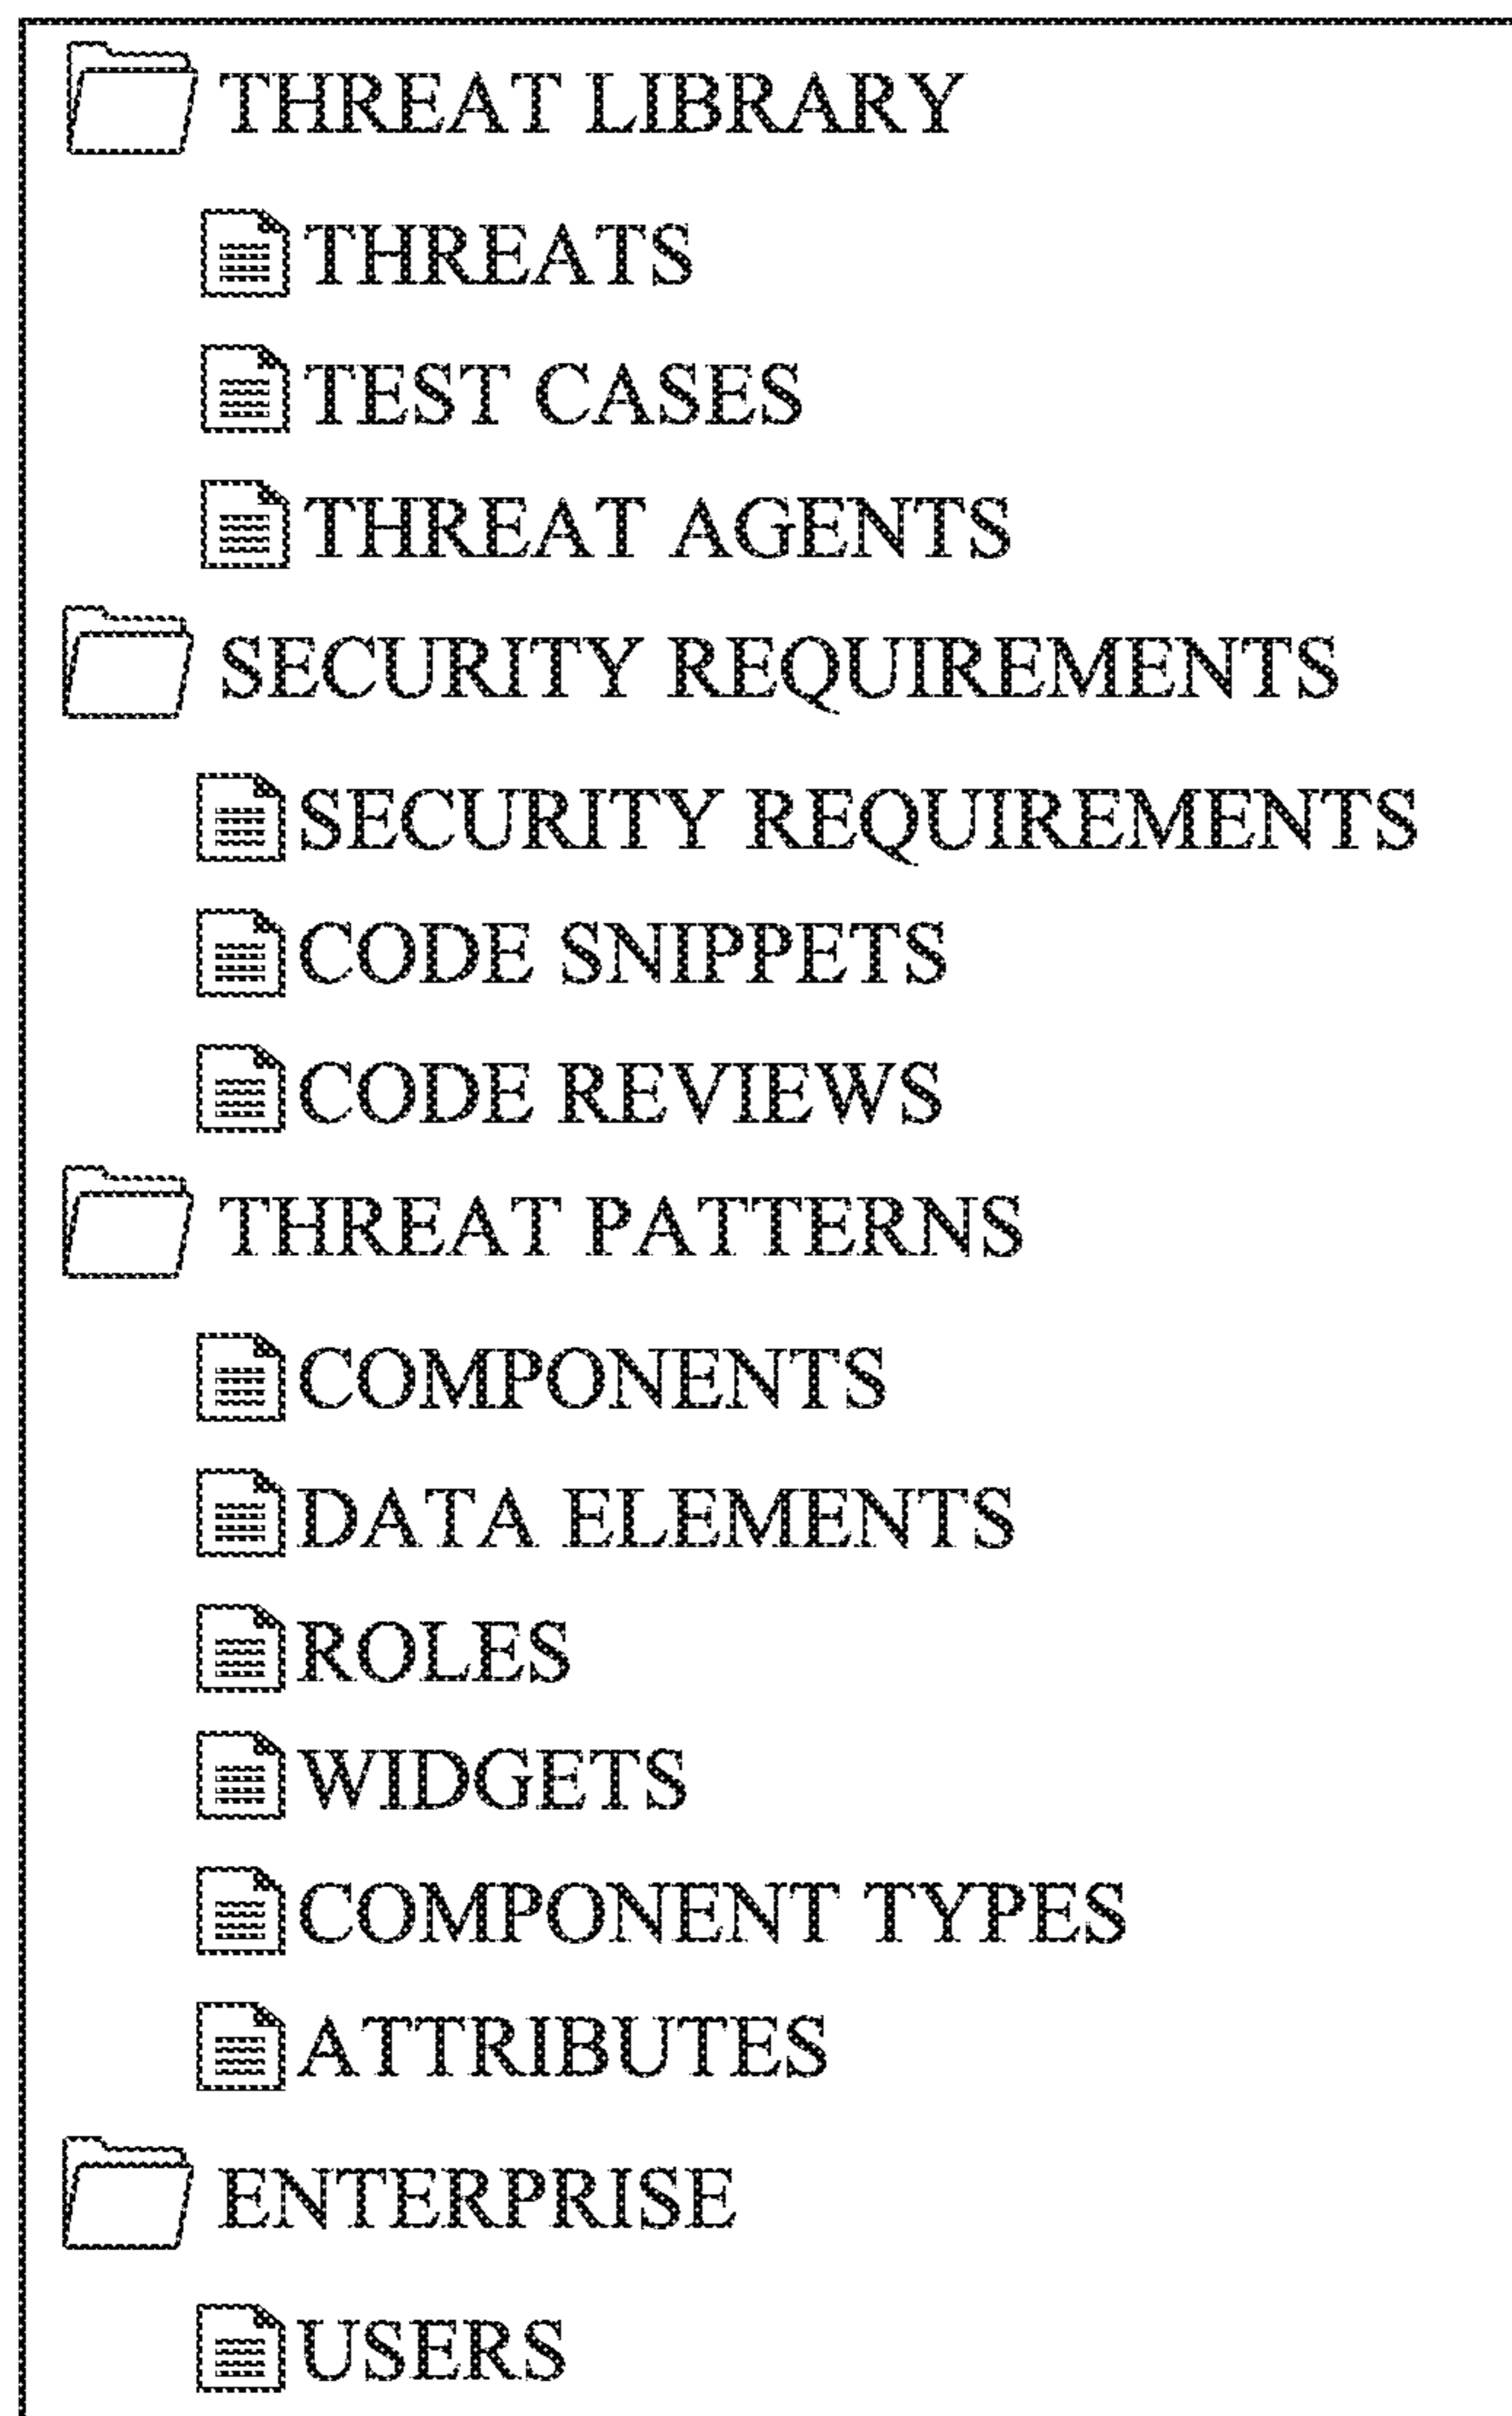 THREAT LIBRARY
THREATS
TEST CASES
THREAT AGENTS
SECURITY REQUIREMENTS
SECURITY REQUIREMENTS
CODE SNIPPETS
CODE REVIEWS
THREAT PATTERNS
COMPONENTS
DATA ELEMENTS
ROLES
WIDGETS
COMPONENT TYPES
ATTRIBUTES
ENTERPRISE
USERS